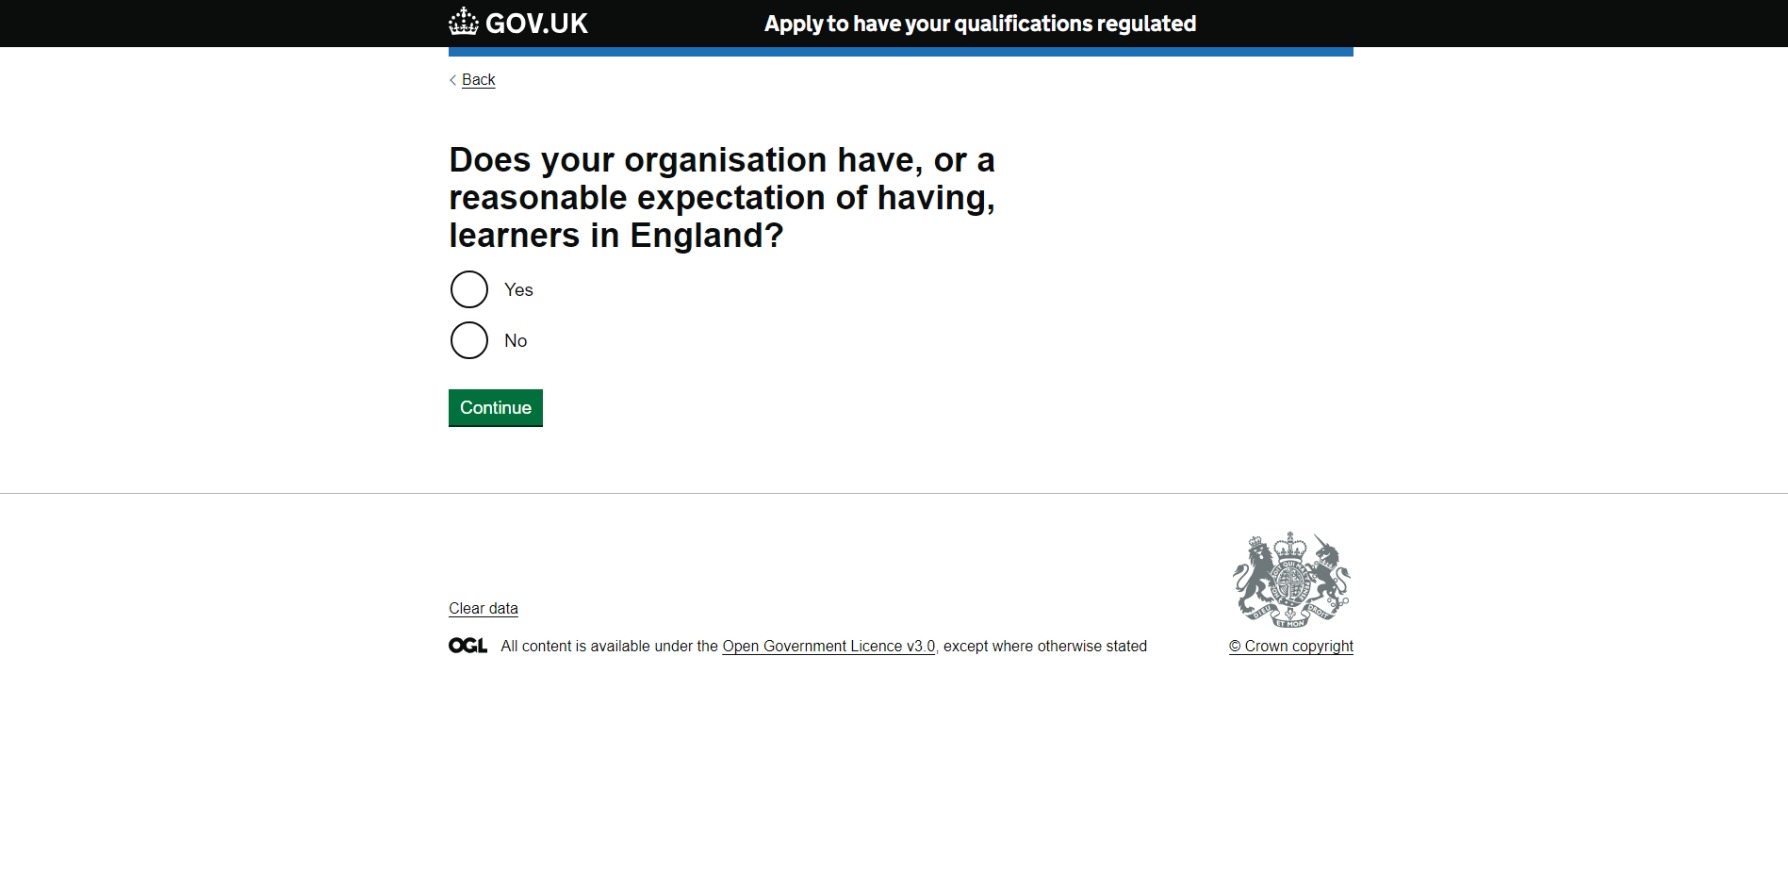 GOV.UK Apply to have your qualifications regulated
Back
Does your organisation have, or a
reasonable expectation of having,
learners in England?
Yes
No
Continue
Clear data
OGL All content is available under the Open Government Licence v3.0, except where otherwise stated
© Crown copyright